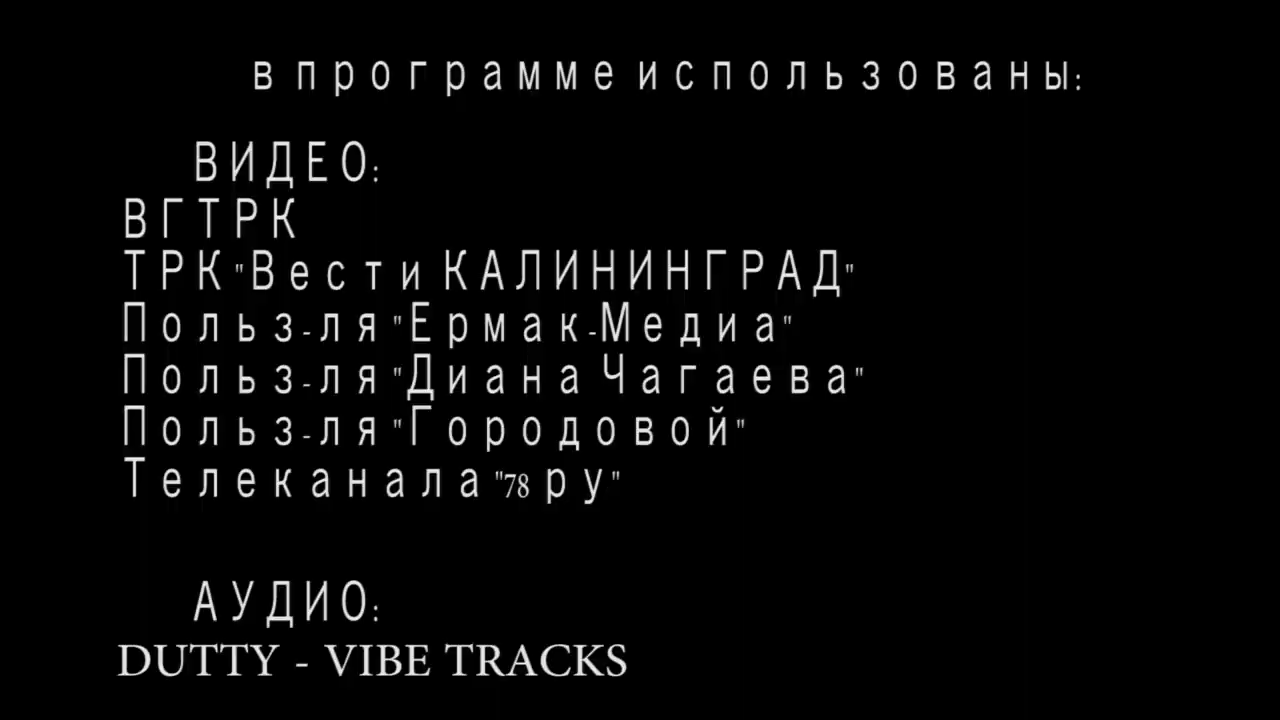 в программе использованы:
ВИДЕО:
ВГТРК
ТРК "Вести КАЛИНИНГРАД"
Польз-ля "Ермак-Медиа"
Польз-ля "Диана Чагаева"
Польз-ля "Городовой"
Телеканала "78 ру"
АУДИО:
DUTTY - VIBE TRACKS